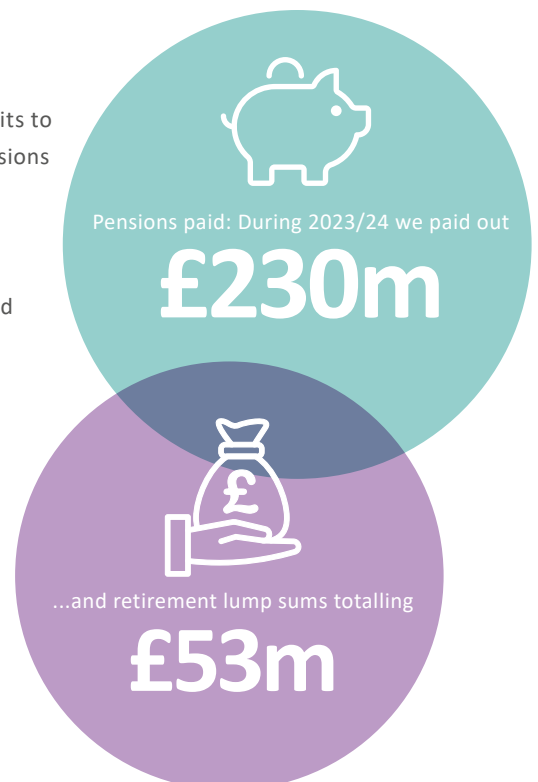 its to
sions
d
Pensions paid: During 2023/24 we paid out
£230m
£
...and retirement lump sums totalling
£53m